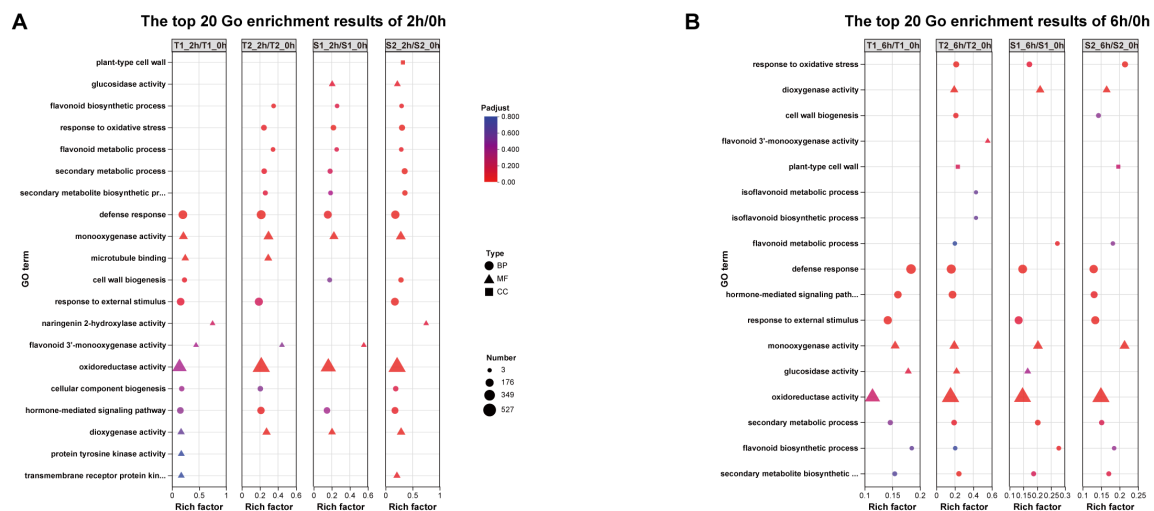 A
The top 20 Go enrichment results of 2h/0h
T1_2h/T1_0h
T2_2h/T2_0h
S1_2h/S1_0h
S2_2h/S2_0h
GO term
plant-type cell wall
glucosidase activity
flavonoid biosynthetic process
response to oxidative stress
flavonoid metabolic process
secondary metabolic process
secondary metabolite biosynthetic pr...
defense response
monooxygenase activity
microtubule binding
cell wall biogenesis
response to external stimulus
naringenin 2-hydroxylase activity
flavonoid 3'-monooxygenase activity
oxidoreductase activity
cellular component biogenesis
hormone-mediated signaling pathway
dioxygenase activity
protein tyrosine kinase activity
transmembrane receptor protein kin...
0 0.5 1
0 0.2 0.4 0.6
0 0.2 0.4 0.6
0 0.5 1
Rich factor
Rich factor
Rich factor
Rich factor
Padjust
0.800
0.600
0.400
0.200
0.00
Type
BP
MF
CC
Number
3
176
349
527
B
The top 20 Go enrichment results of 6h/0h
T1_6h/T1_0h
T2_6h/T2_0h
S1_6h/S1_0h
S2_6h/S2_0h
GO term
response to oxidative stress
dioxygenase activity
cell wall biogenesis
flavonoid 3'-monooxygenase activity
plant-type cell wall
isoflavonoid metabolic process
isoflavonoid biosynthetic process
flavonoid metabolic process
defense response
hormone-mediated signaling path...
response to external stimulus
monooxygenase activity
glucosidase activity
oxidoreductase activity
secondary metabolic process
flavonoid biosynthetic process
secondary metabolite biosynthetic ...
0.1 0.15 0.2
0 0.2 0.4 0.6
0.10 0.15 0.2 0.25 0.3
0.1 0.15 0.2 0.25
Rich factor
Rich factor
Rich factor
Rich factor